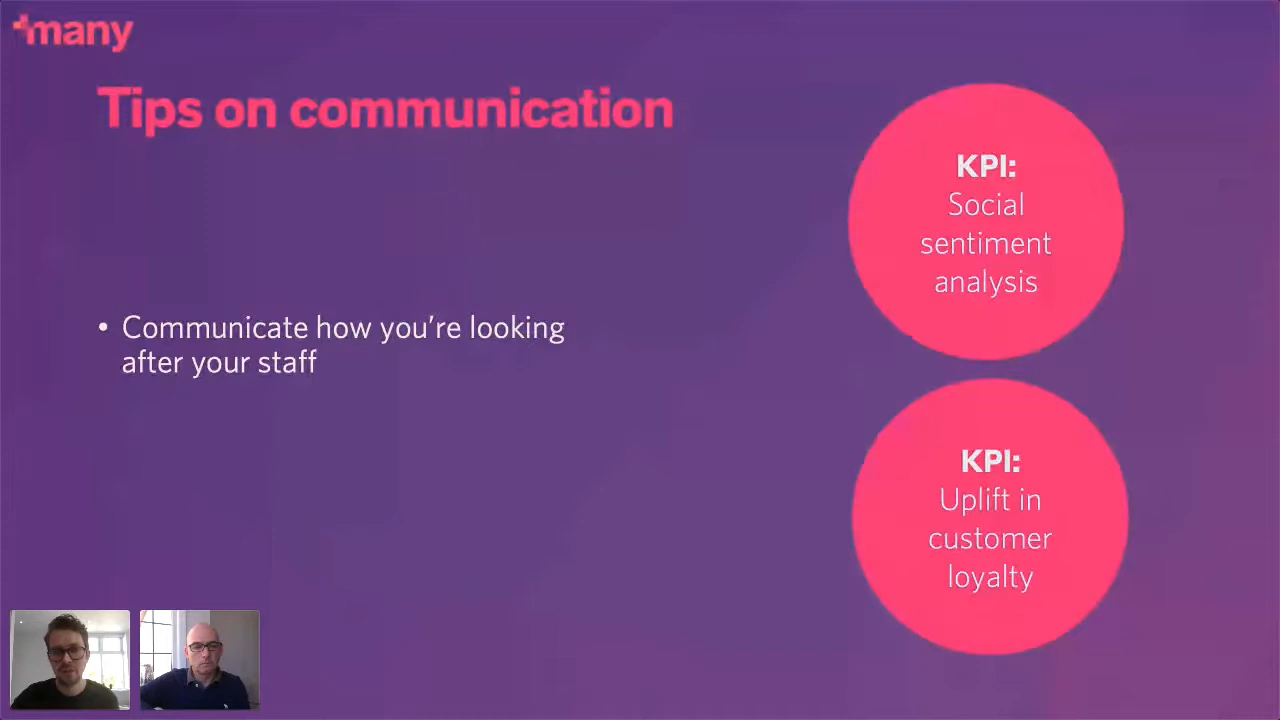 +many
Tips on communication
• Communicate how you're looking
after your staff
KPI:
Social
sentiment
analysis
KPI:
Uplift in
customer
loyalty